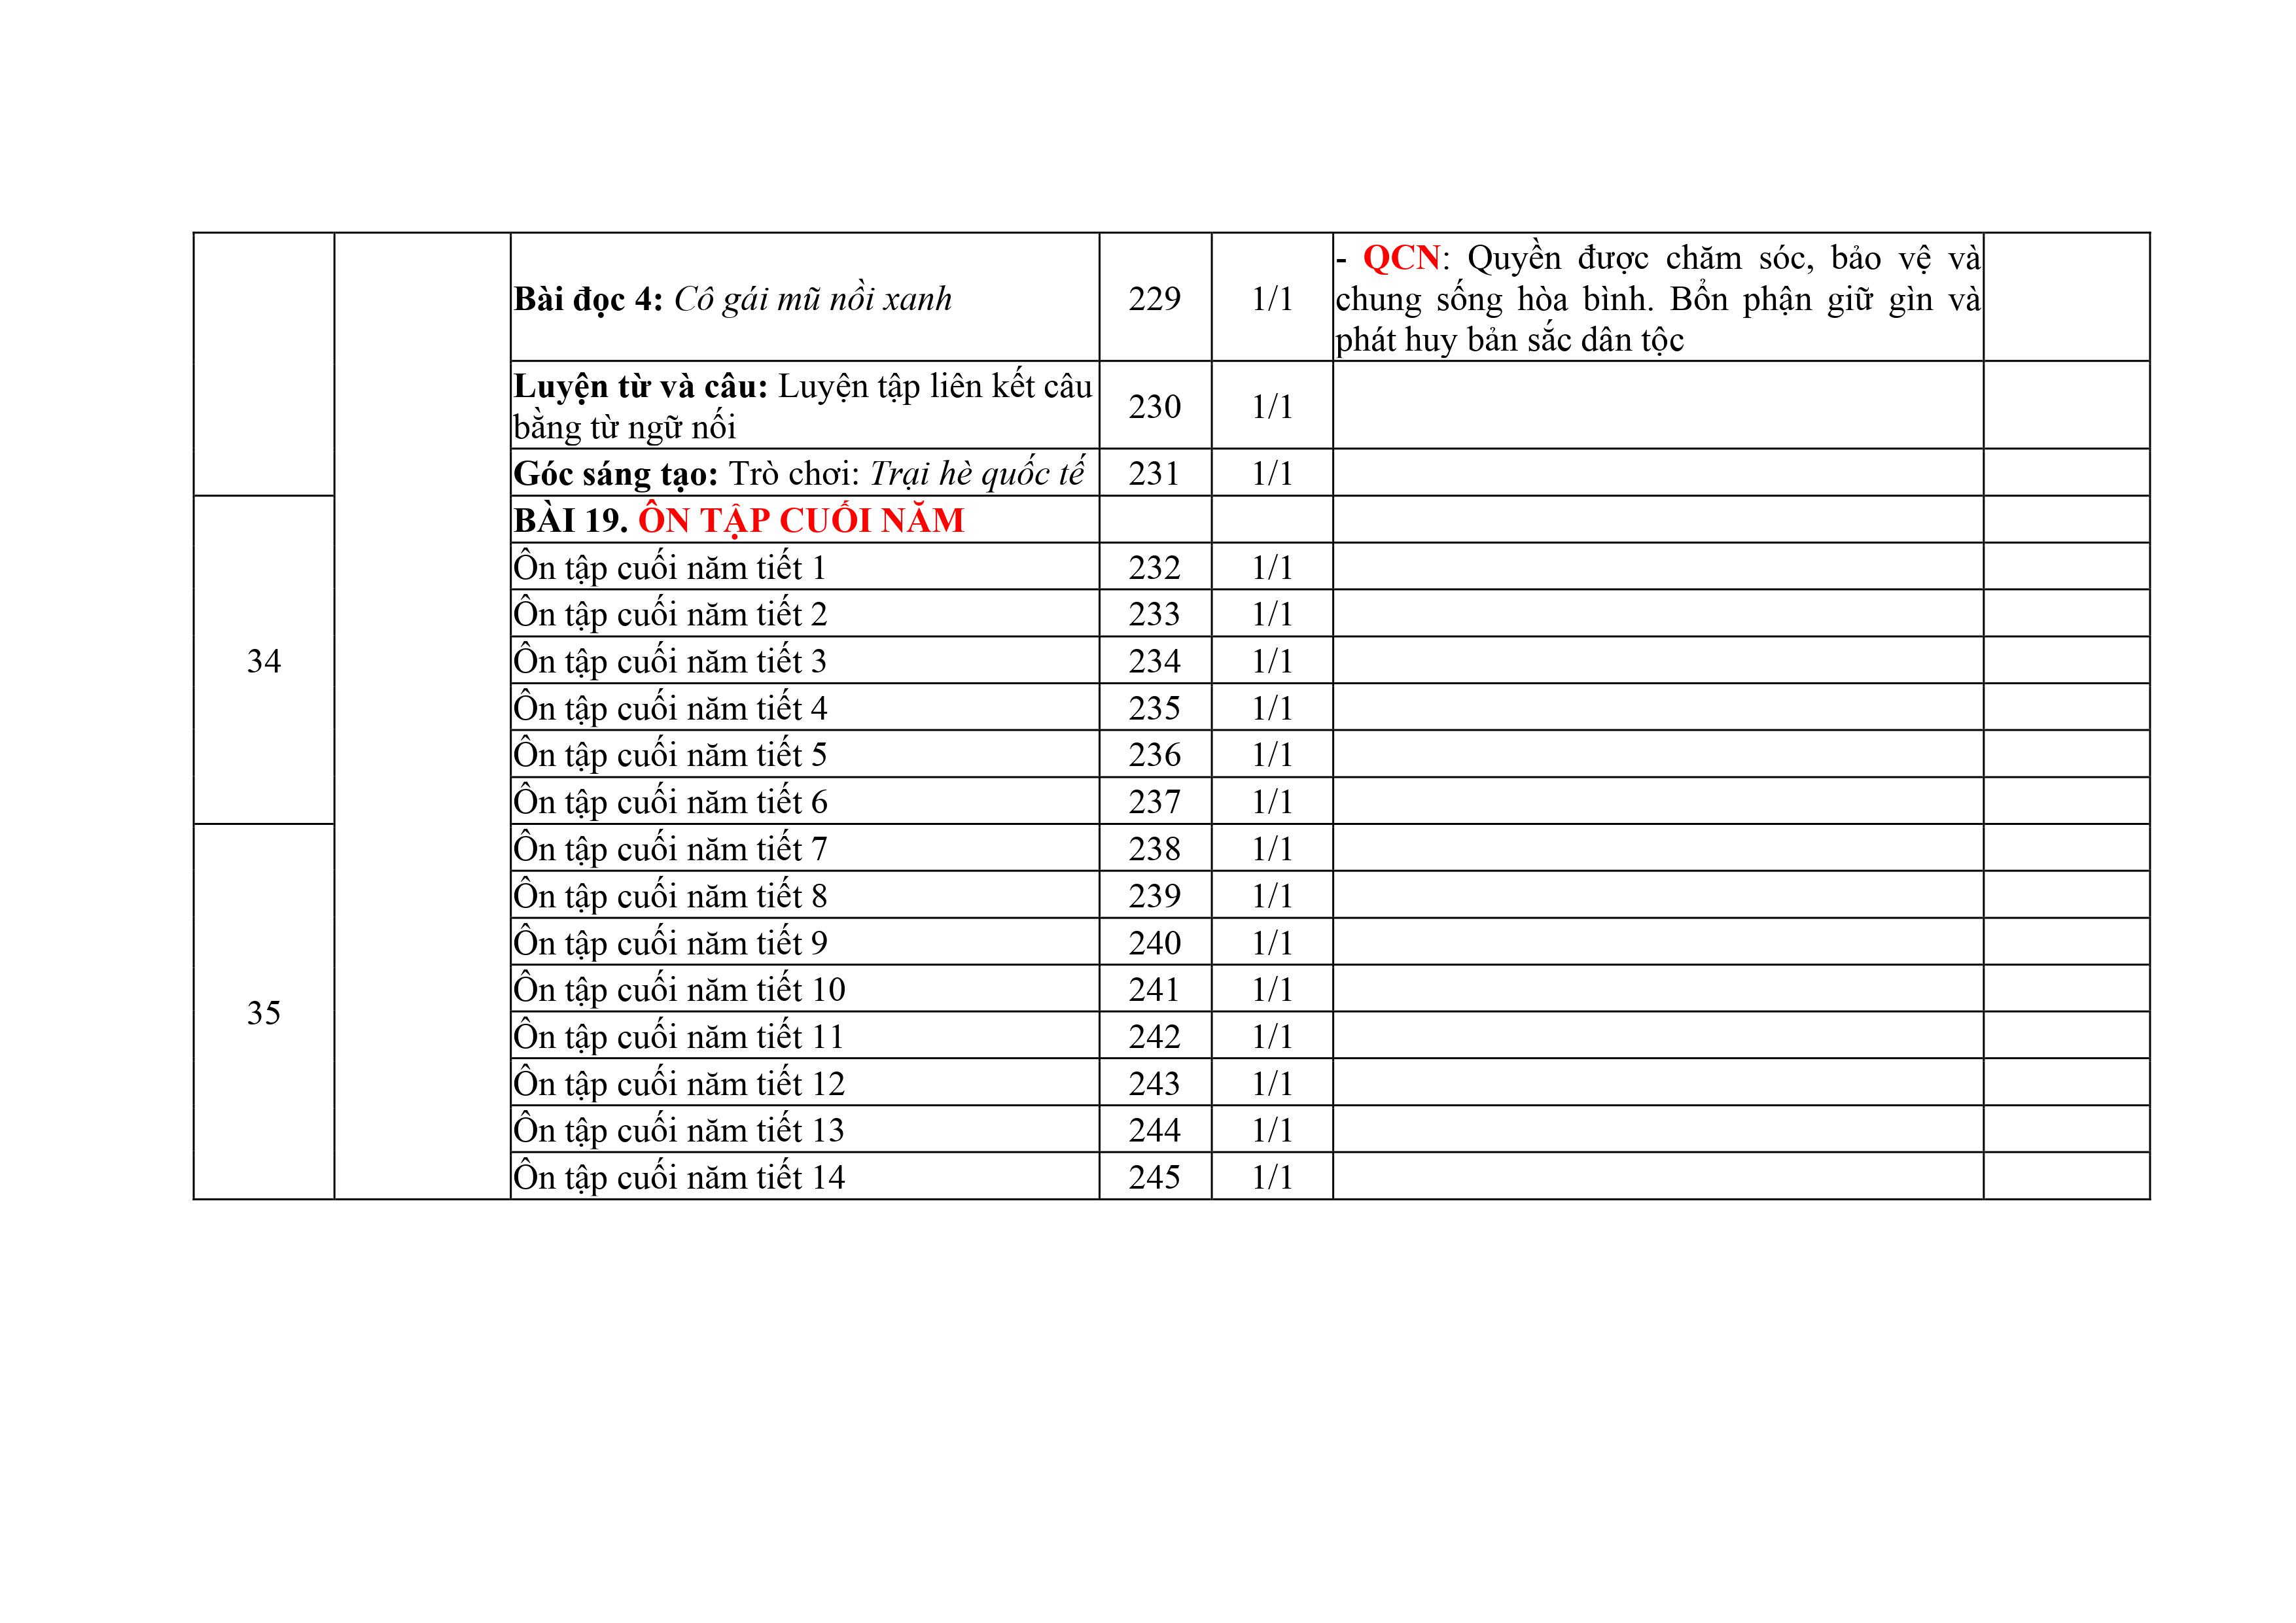 Bài đọc 4: Cô gái mũ nồi xanh 229 1/1 - QCN: Quyền được chăm sóc, bảo vệ và
chung sống hòa bình. Bổn phận giữ gìn và
phát huy bản sắc dân tộc
Luyện từ và câu: Luyện tập liên kết câu
bằng từ ngữ nối 230 1/1
Góc sáng tạo: Trò chơi: Trại hè quốc tế 231 1/1
34
BÀI 19. ÔN TẬP CUỐI NĂM
Ôn tập cuối năm tiết 1 232 1/1
Ôn tập cuối năm tiết 2 233 1/1
Ôn tập cuối năm tiết 3 234 1/1
Ôn tập cuối năm tiết 4 235 1/1
Ôn tập cuối năm tiết 5 236 1/1
Ôn tập cuối năm tiết 6 237 1/1
35
Ôn tập cuối năm tiết 7 238 1/1
Ôn tập cuối năm tiết 8 239 1/1
Ôn tập cuối năm tiết 9 240 1/1
Ôn tập cuối năm tiết 10 241 1/1
Ôn tập cuối năm tiết 11 242 1/1
Ôn tập cuối năm tiết 12 243 1/1
Ôn tập cuối năm tiết 13 244 1/1
Ôn tập cuối năm tiết 14 245 1/1